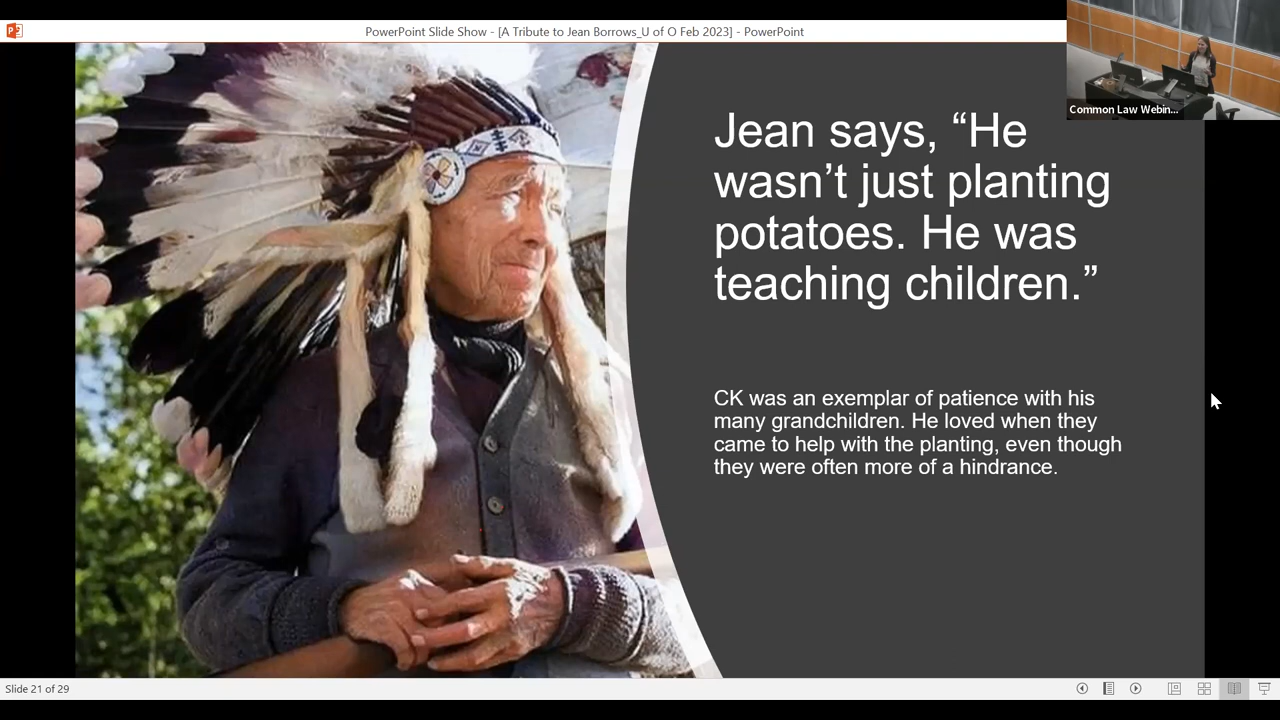 PowerPoint Slide Show - [A Tribute to Jean Borrows_U of O Feb 2023] - PowerPoint
Common Law Webin...
Jean says, “He
wasn’t just planting
potatoes. He was
teaching children.”
CK was an exemplar of patience with his
many grandchildren. He loved when they
came to help with the planting, even though
they were often more of a hindrance.
Slide 21 of 29